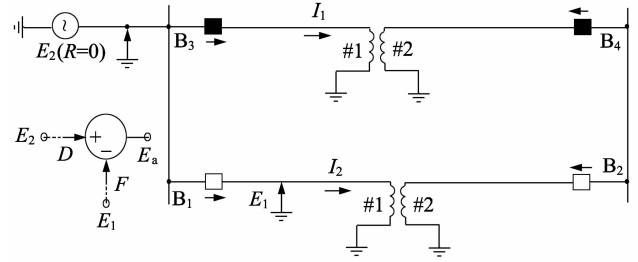 I₁
E₂(R=0)
B₃
#1
#2
B₄
E₂
+
−
D
Eₐ
F
E₁
I₂
B₁
E₁
#1
#2
B₂